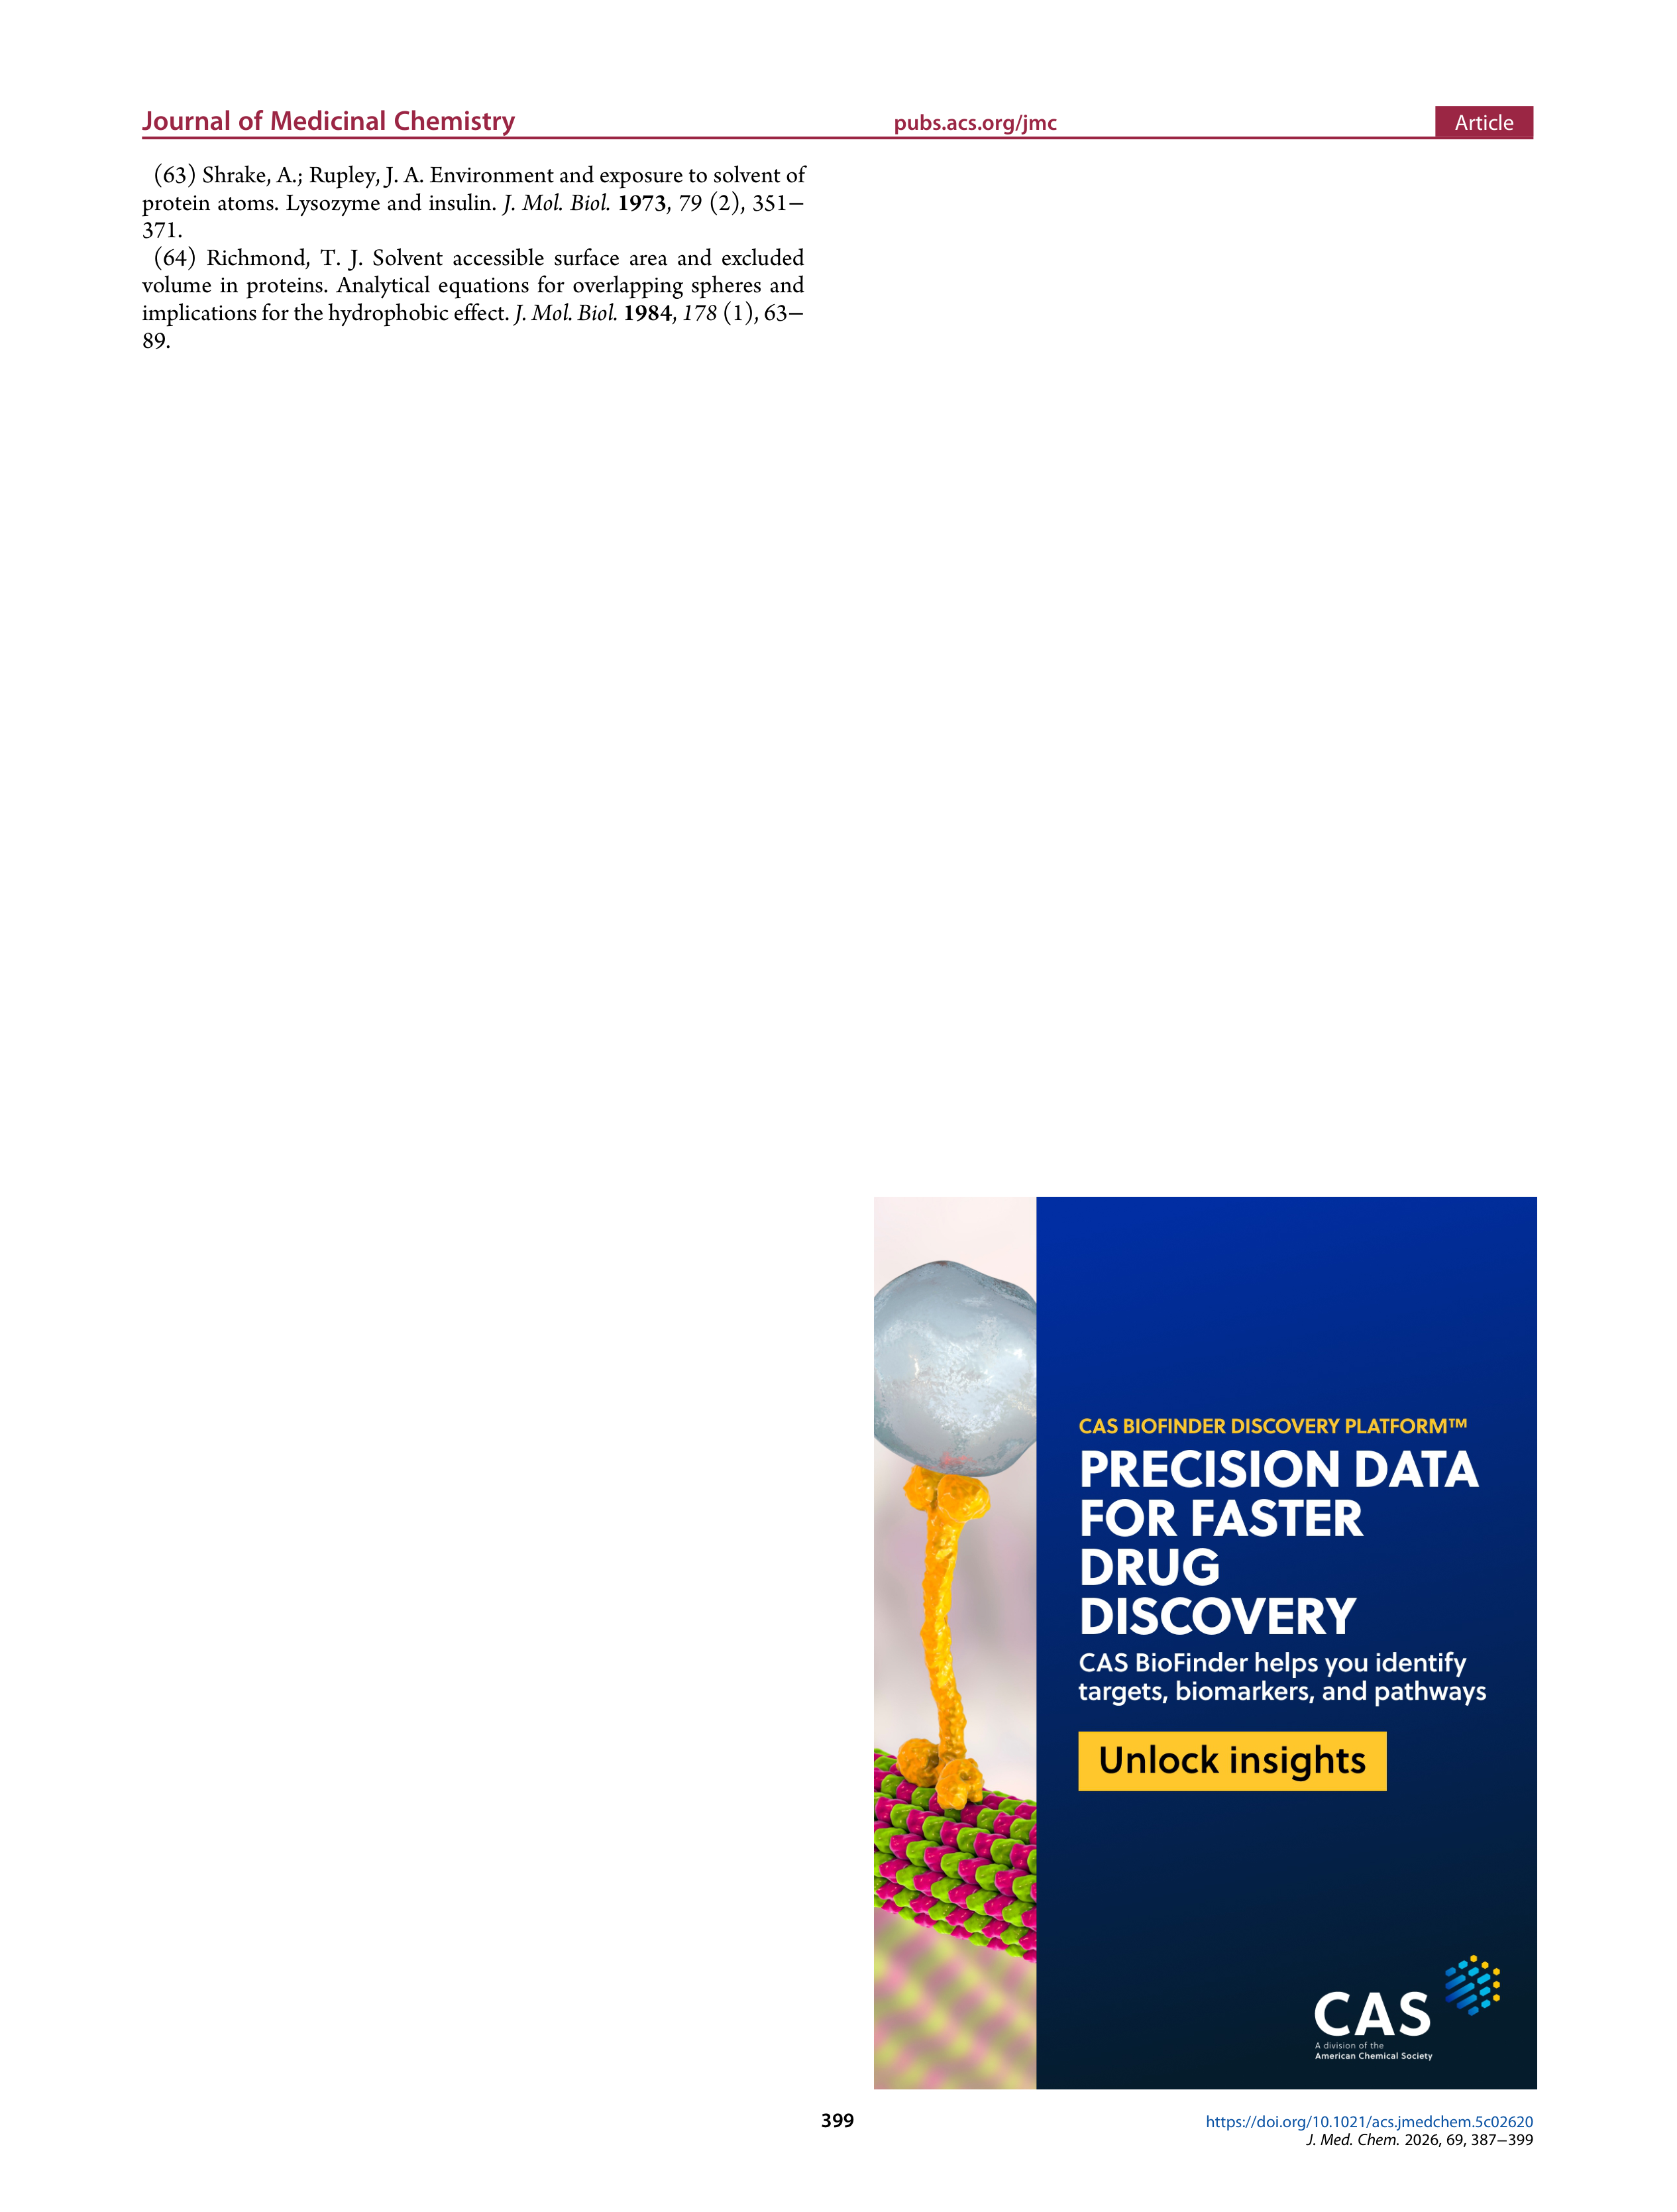 Journal of Medicinal Chemistry
pubs.acs.org/jmc
Article
(63) Shrake, A.; Rupley, J. A. Environment and exposure to solvent of
protein atoms. Lysozyme and insulin. J. Mol. Biol. 1973, 79 (2), 351−
371.
(64) Richmond, T. J. Solvent accessible surface area and excluded
volume in proteins. Analytical equations for overlapping spheres and
implications for the hydrophobic effect. J. Mol. Biol. 1984, 178 (1), 63−
89.
CAS BIOFINDER DISCOVERY PLATFORM™
PRECISION DATA
FOR FASTER
DRUG
DISCOVERY
CAS BioFinder helps you identify
targets, biomarkers, and pathways
Unlock insights
CAS
A division of the
American Chemical Society
399
https://doi.org/10.1021/acs.jmedchem.5c02620
J. Med. Chem. 2026, 69, 387−399